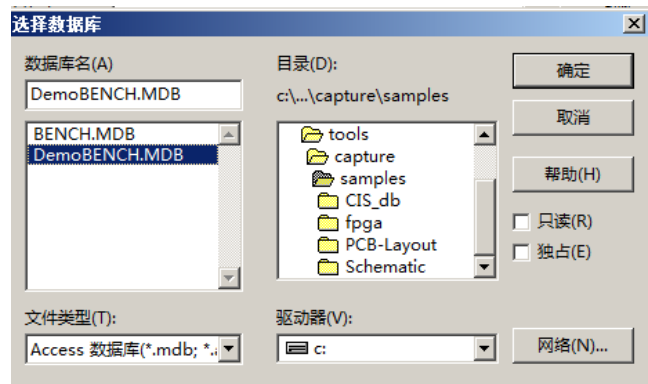 选择数据库
数据库名(A)
DemoBENCH.MDB
BENCH.MDB
DemoBENCH.MDB
文件类型(T):
Access 数据库(*.mdb; *.
目录(D):
c:\...\capture\samples
tools
capture
samples
CIS_db
fpga
PCB-Layout
Schematic
驱动器(V):
c:
确定
取消
帮助(H)
只读(R)
独占(E)
网络(N)...